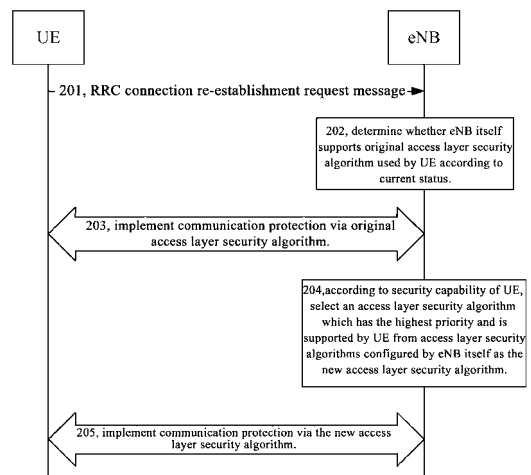 UE
eNB
201, RRC connection re-establishment request message
202, determine whether eNB itself
supports original access layer security
algorithm used by UE according to
current status.
203, implement communication protection via original
access layer security algorithm.
204,according to security capability of UE,
select an access layer security algorithm
which has the highest priority and is
supported by UE from access layer security
algorithms configured by eNB itself as the
new access layer security algorithm.
205, implement communication protection via the new access
layer security algorithm.